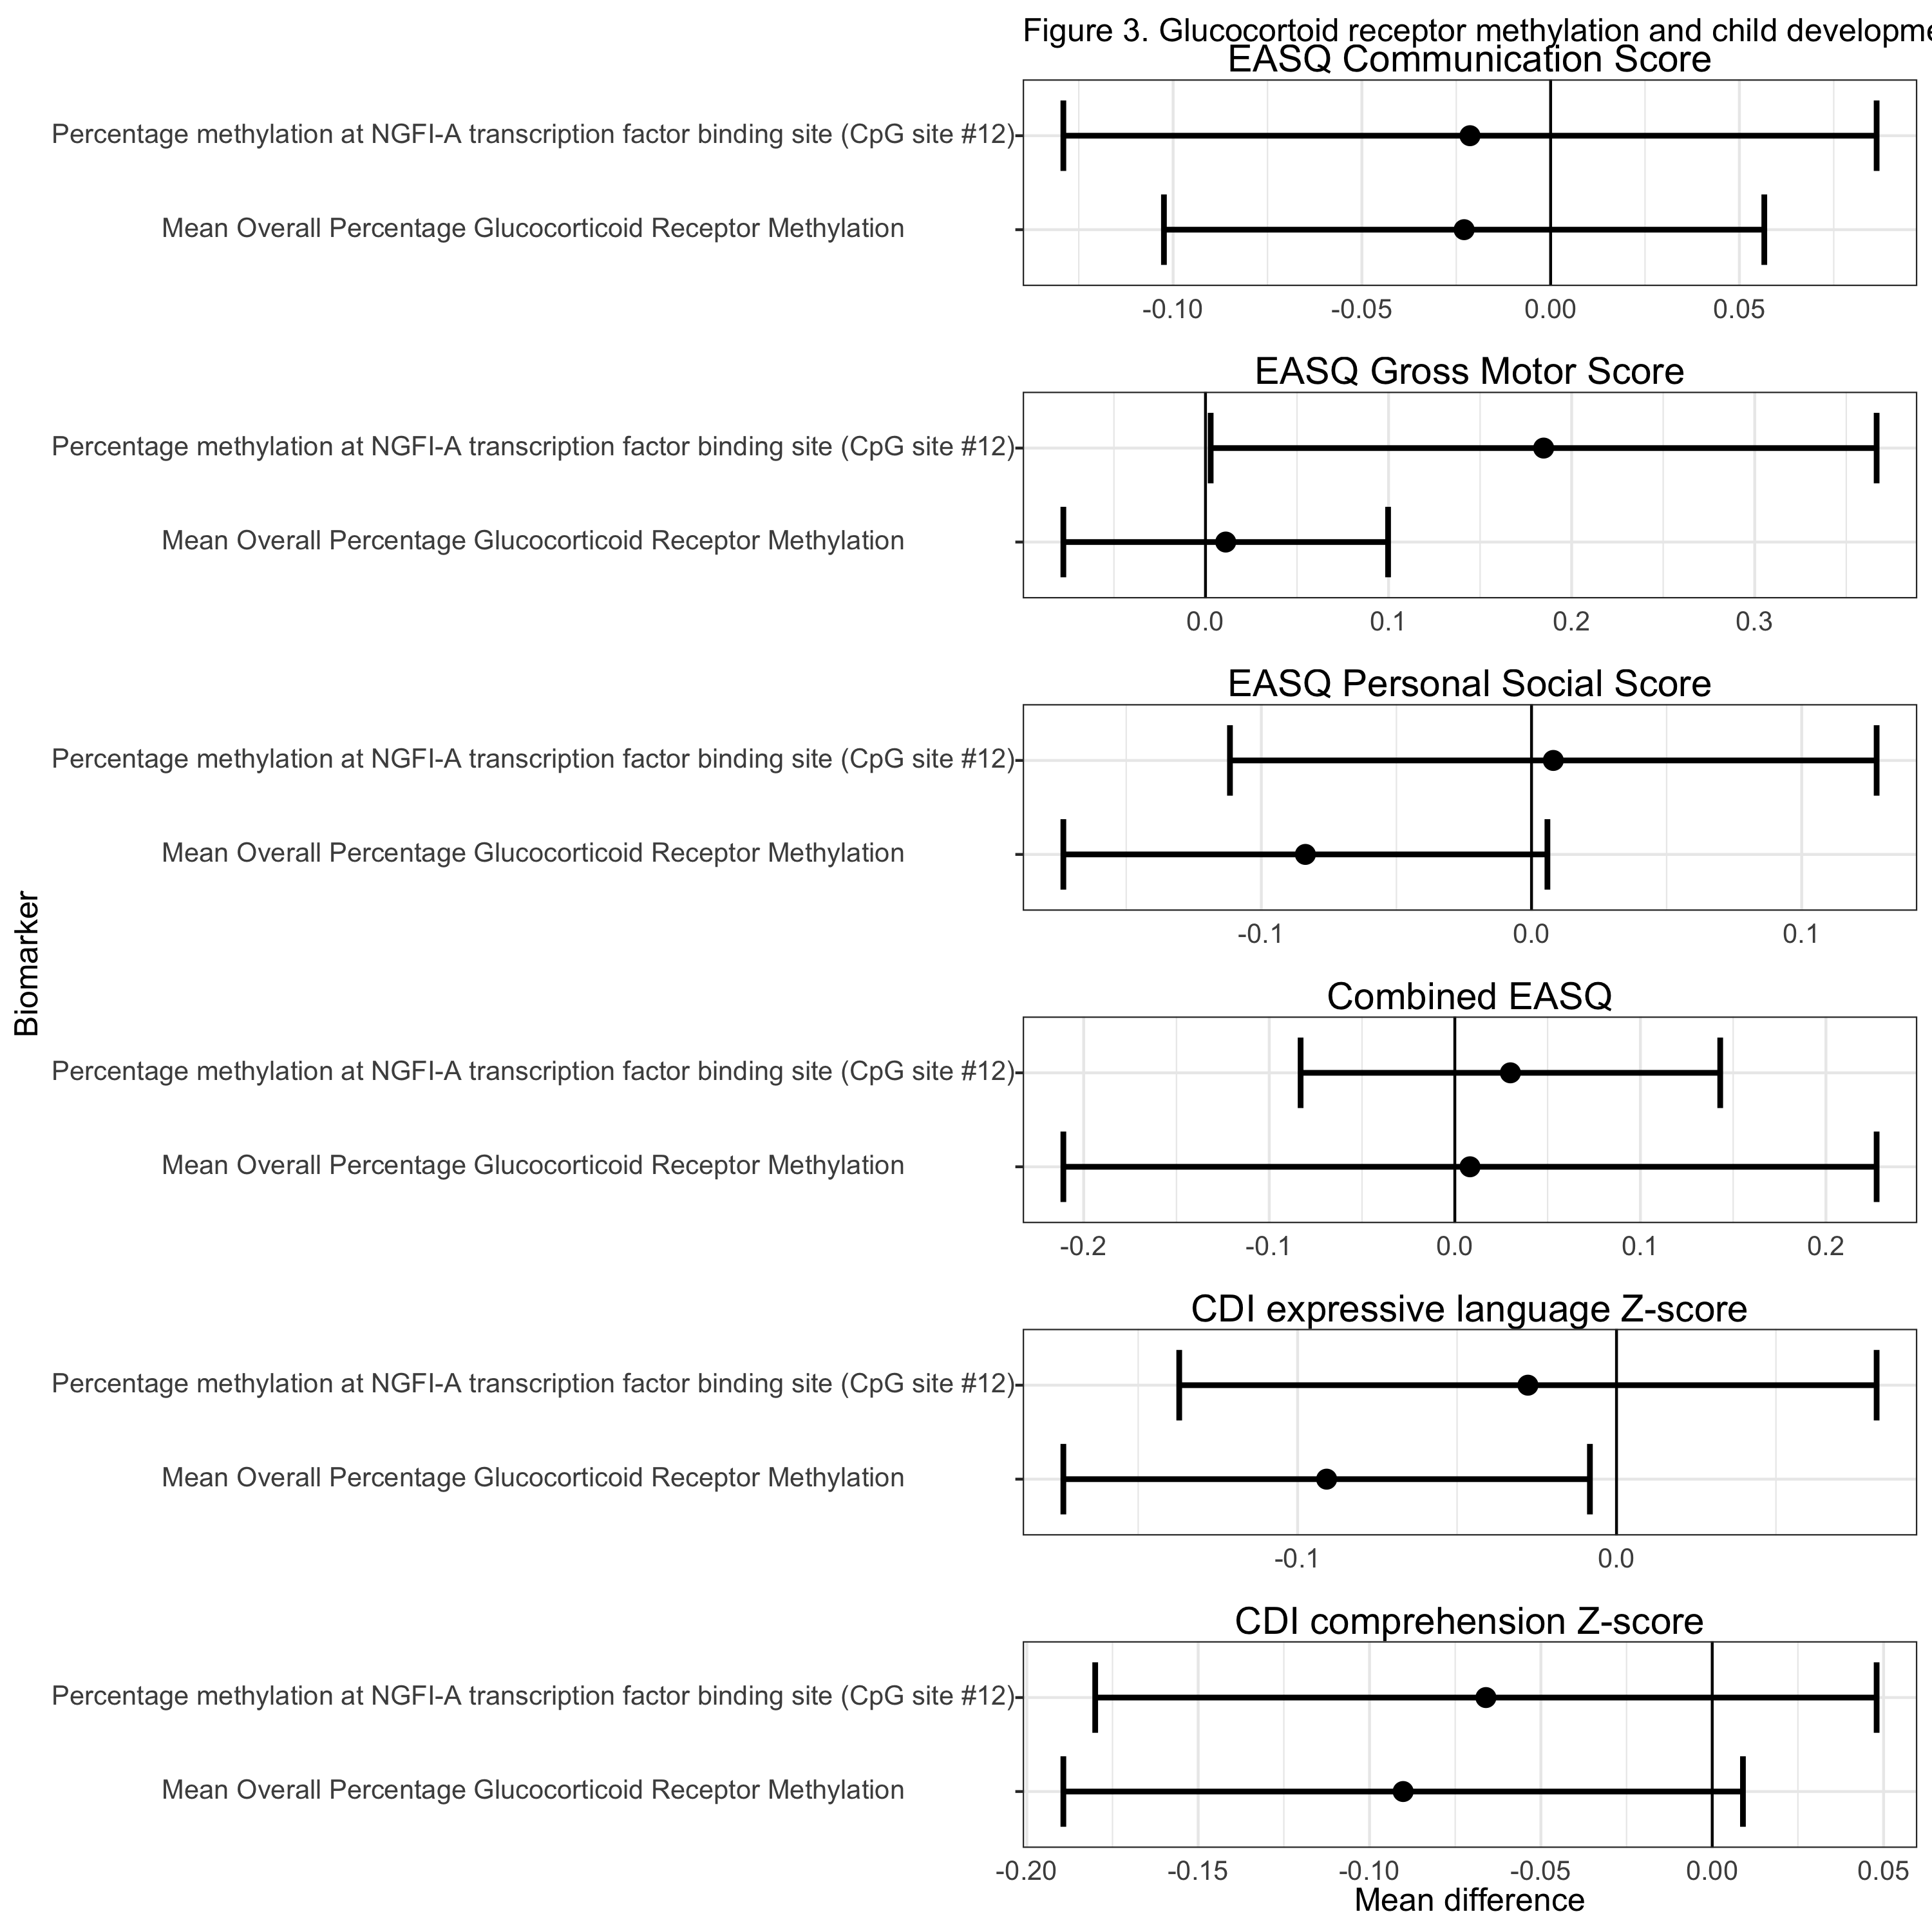 Figure 3. Glucocortoid receptor methylation and child developme
EASQ Communication Score
Percentage methylation at NGFI-A transcription factor binding site (CpG site #12)
Mean Overall Percentage Glucocorticoid Receptor Methylation
-0.10 -0.05 0.00 0.05
EASQ Gross Motor Score
Percentage methylation at NGFI-A transcription factor binding site (CpG site #12)
Mean Overall Percentage Glucocorticoid Receptor Methylation
0.0 0.1 0.2 0.3
EASQ Personal Social Score
Percentage methylation at NGFI-A transcription factor binding site (CpG site #12)
Mean Overall Percentage Glucocorticoid Receptor Methylation
-0.1 0.0 0.1
Biomarker
Combined EASQ
Percentage methylation at NGFI-A transcription factor binding site (CpG site #12)
Mean Overall Percentage Glucocorticoid Receptor Methylation
-0.2 -0.1 0.0 0.1 0.2
CDI expressive language Z-score
Percentage methylation at NGFI-A transcription factor binding site (CpG site #12)
Mean Overall Percentage Glucocorticoid Receptor Methylation
-0.1 0.0
CDI comprehension Z-score
Percentage methylation at NGFI-A transcription factor binding site (CpG site #12)
Mean Overall Percentage Glucocorticoid Receptor Methylation
-0.20 -0.15 -0.10 -0.05 0.00 0.05
Mean difference